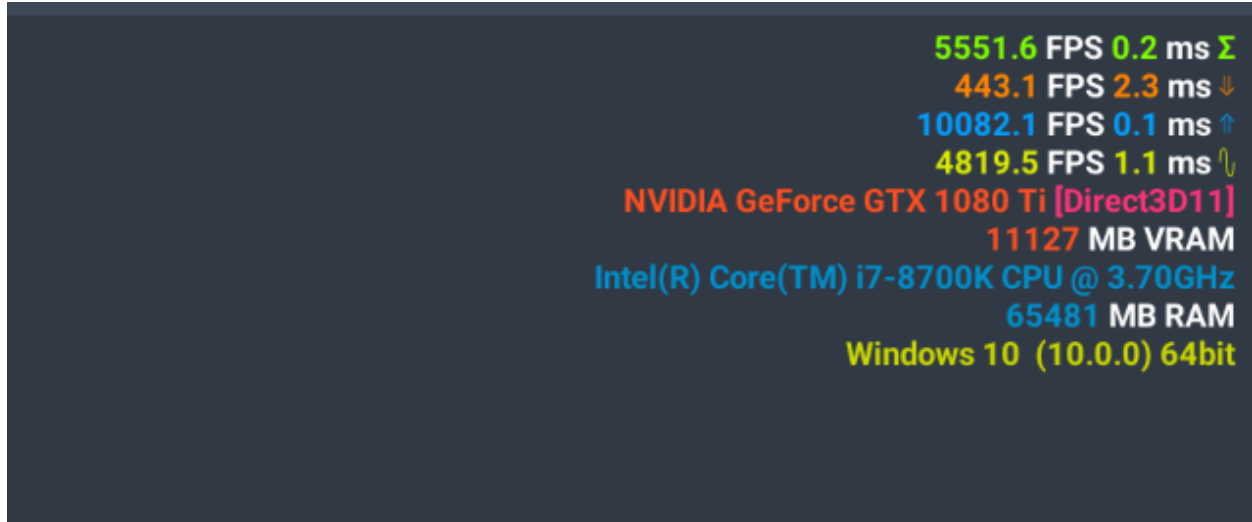 5551.6 FPS 0.2 ms Σ
443.1 FPS 2.3 ms ⇓
10082.1 FPS 0.1 ms ⇑
4819.5 FPS 1.1 ms ∿
NVIDIA GeForce GTX 1080 Ti [Direct3D11]
11127 MB VRAM
Intel(R) Core(TM) i7-8700K CPU @ 3.70GHz
65481 MB RAM
Windows 10  (10.0.0) 64bit